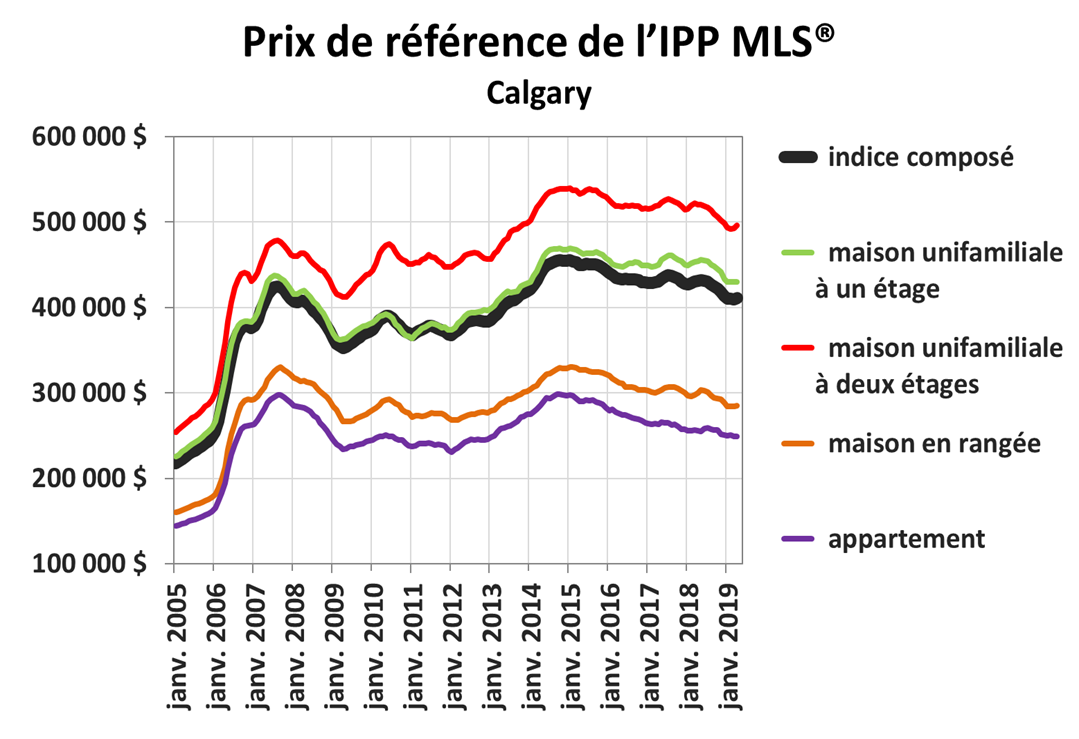 Prix de référence de l’IPP MLS®
Calgary
600 000 $
500 000 $
400 000 $
300 000 $
200 000 $
100 000 $
janv. 2005
janv. 2006
janv. 2007
janv. 2008
janv. 2009
janv. 2010
janv. 2011
janv. 2012
janv. 2013
janv. 2014
janv. 2015
janv. 2016
janv. 2017
janv. 2018
janv. 2019
indice composé
maison unifamiliale
à un étage
maison unifamiliale
à deux étages
maison en rangée
appartement